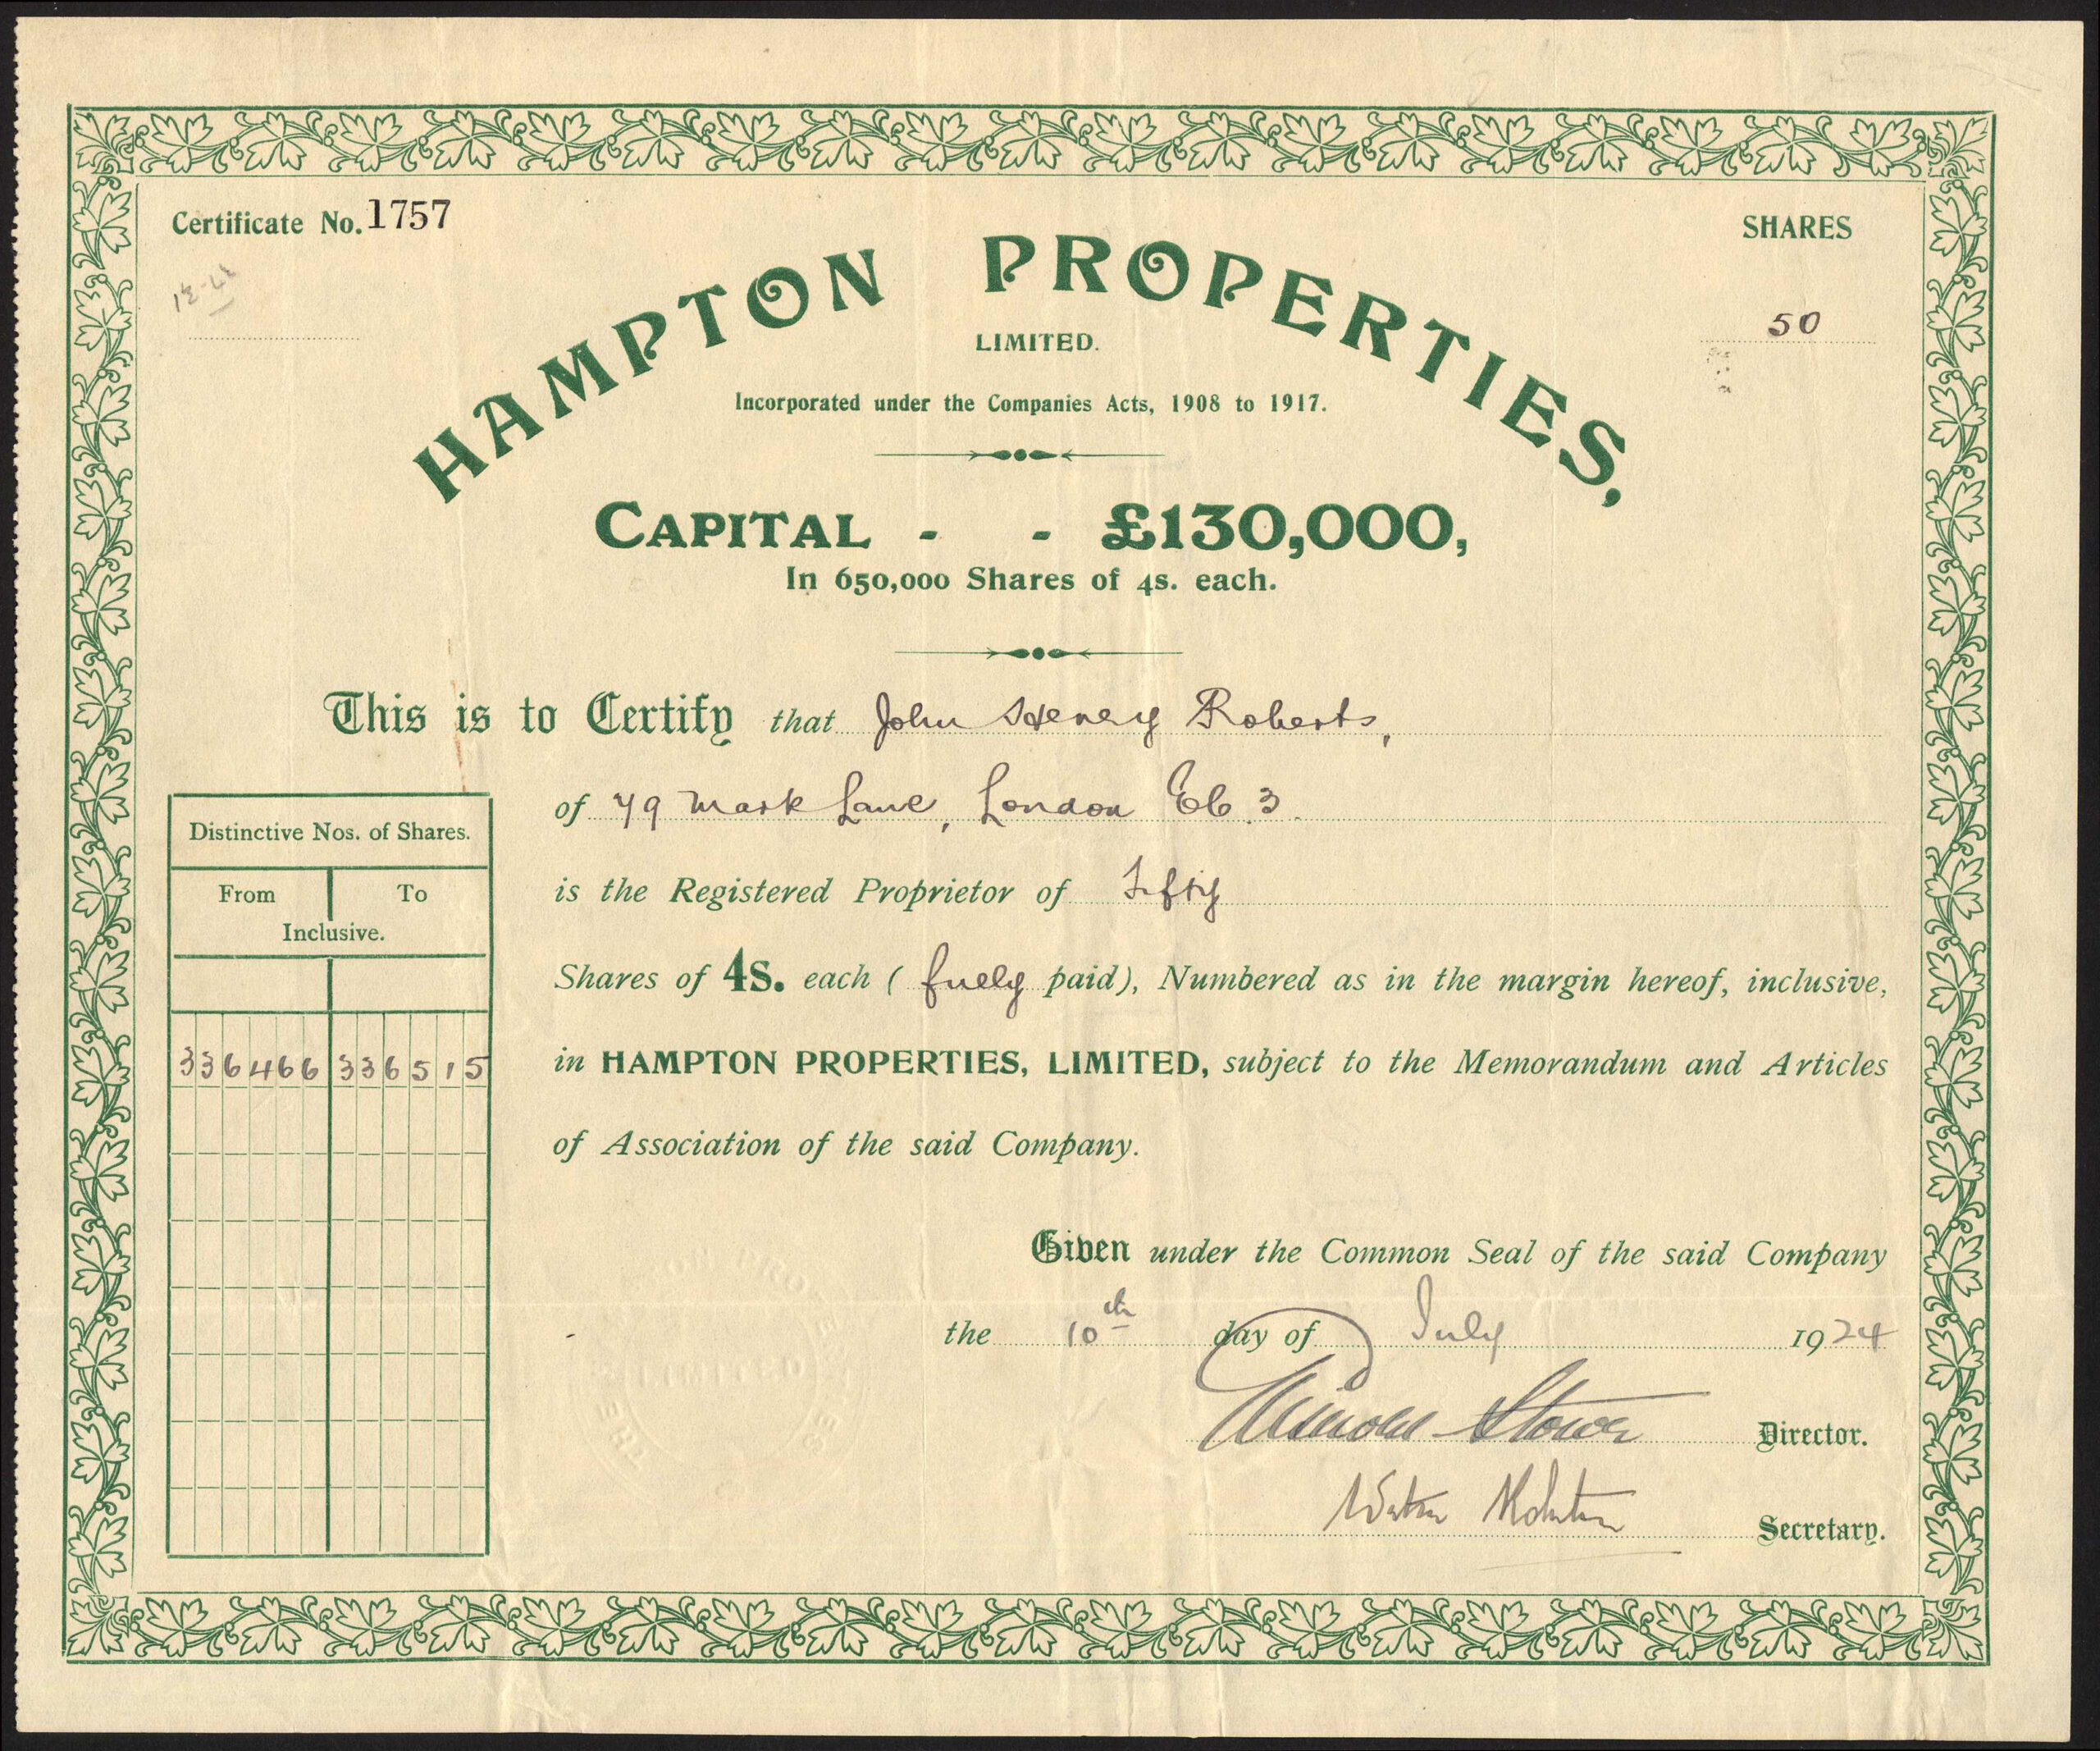 Certificate No. 1757
SHARES
50
HAMPTON PROPERTIES,
LIMITED.
Incorporated under the Companies Acts, 1908 to 1917.
CAPITAL - - £130,000,
In 650,000 Shares of 4s. each.
This is to Certify that John Henry Roberts,
of 79 Mark Lane, London EC. 3.
is the Registered Proprietor of Fifty
Shares of 4s. each ( fully paid), Numbered as in the margin hereof, inclusive,
in HAMPTON PROPERTIES, LIMITED, subject to the Memorandum and Articles
of Association of the said Company.
Distinctive Nos. of Shares.
From To
Inclusive.
336466 336515
Given under the Common Seal of the said Company
the 10th day of July 1924
Director.
Secretary.
LIMITED